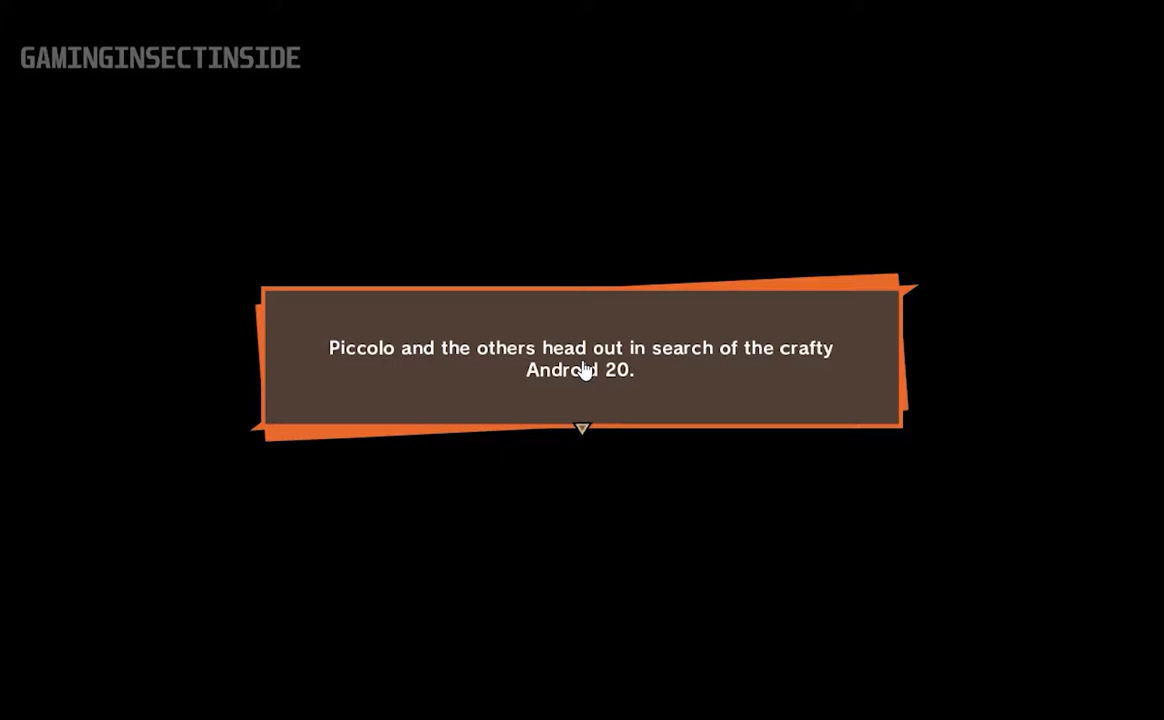 GAMINGINSECTINSIDE
Piccolo and the others head out in search of the crafty
Android 20.